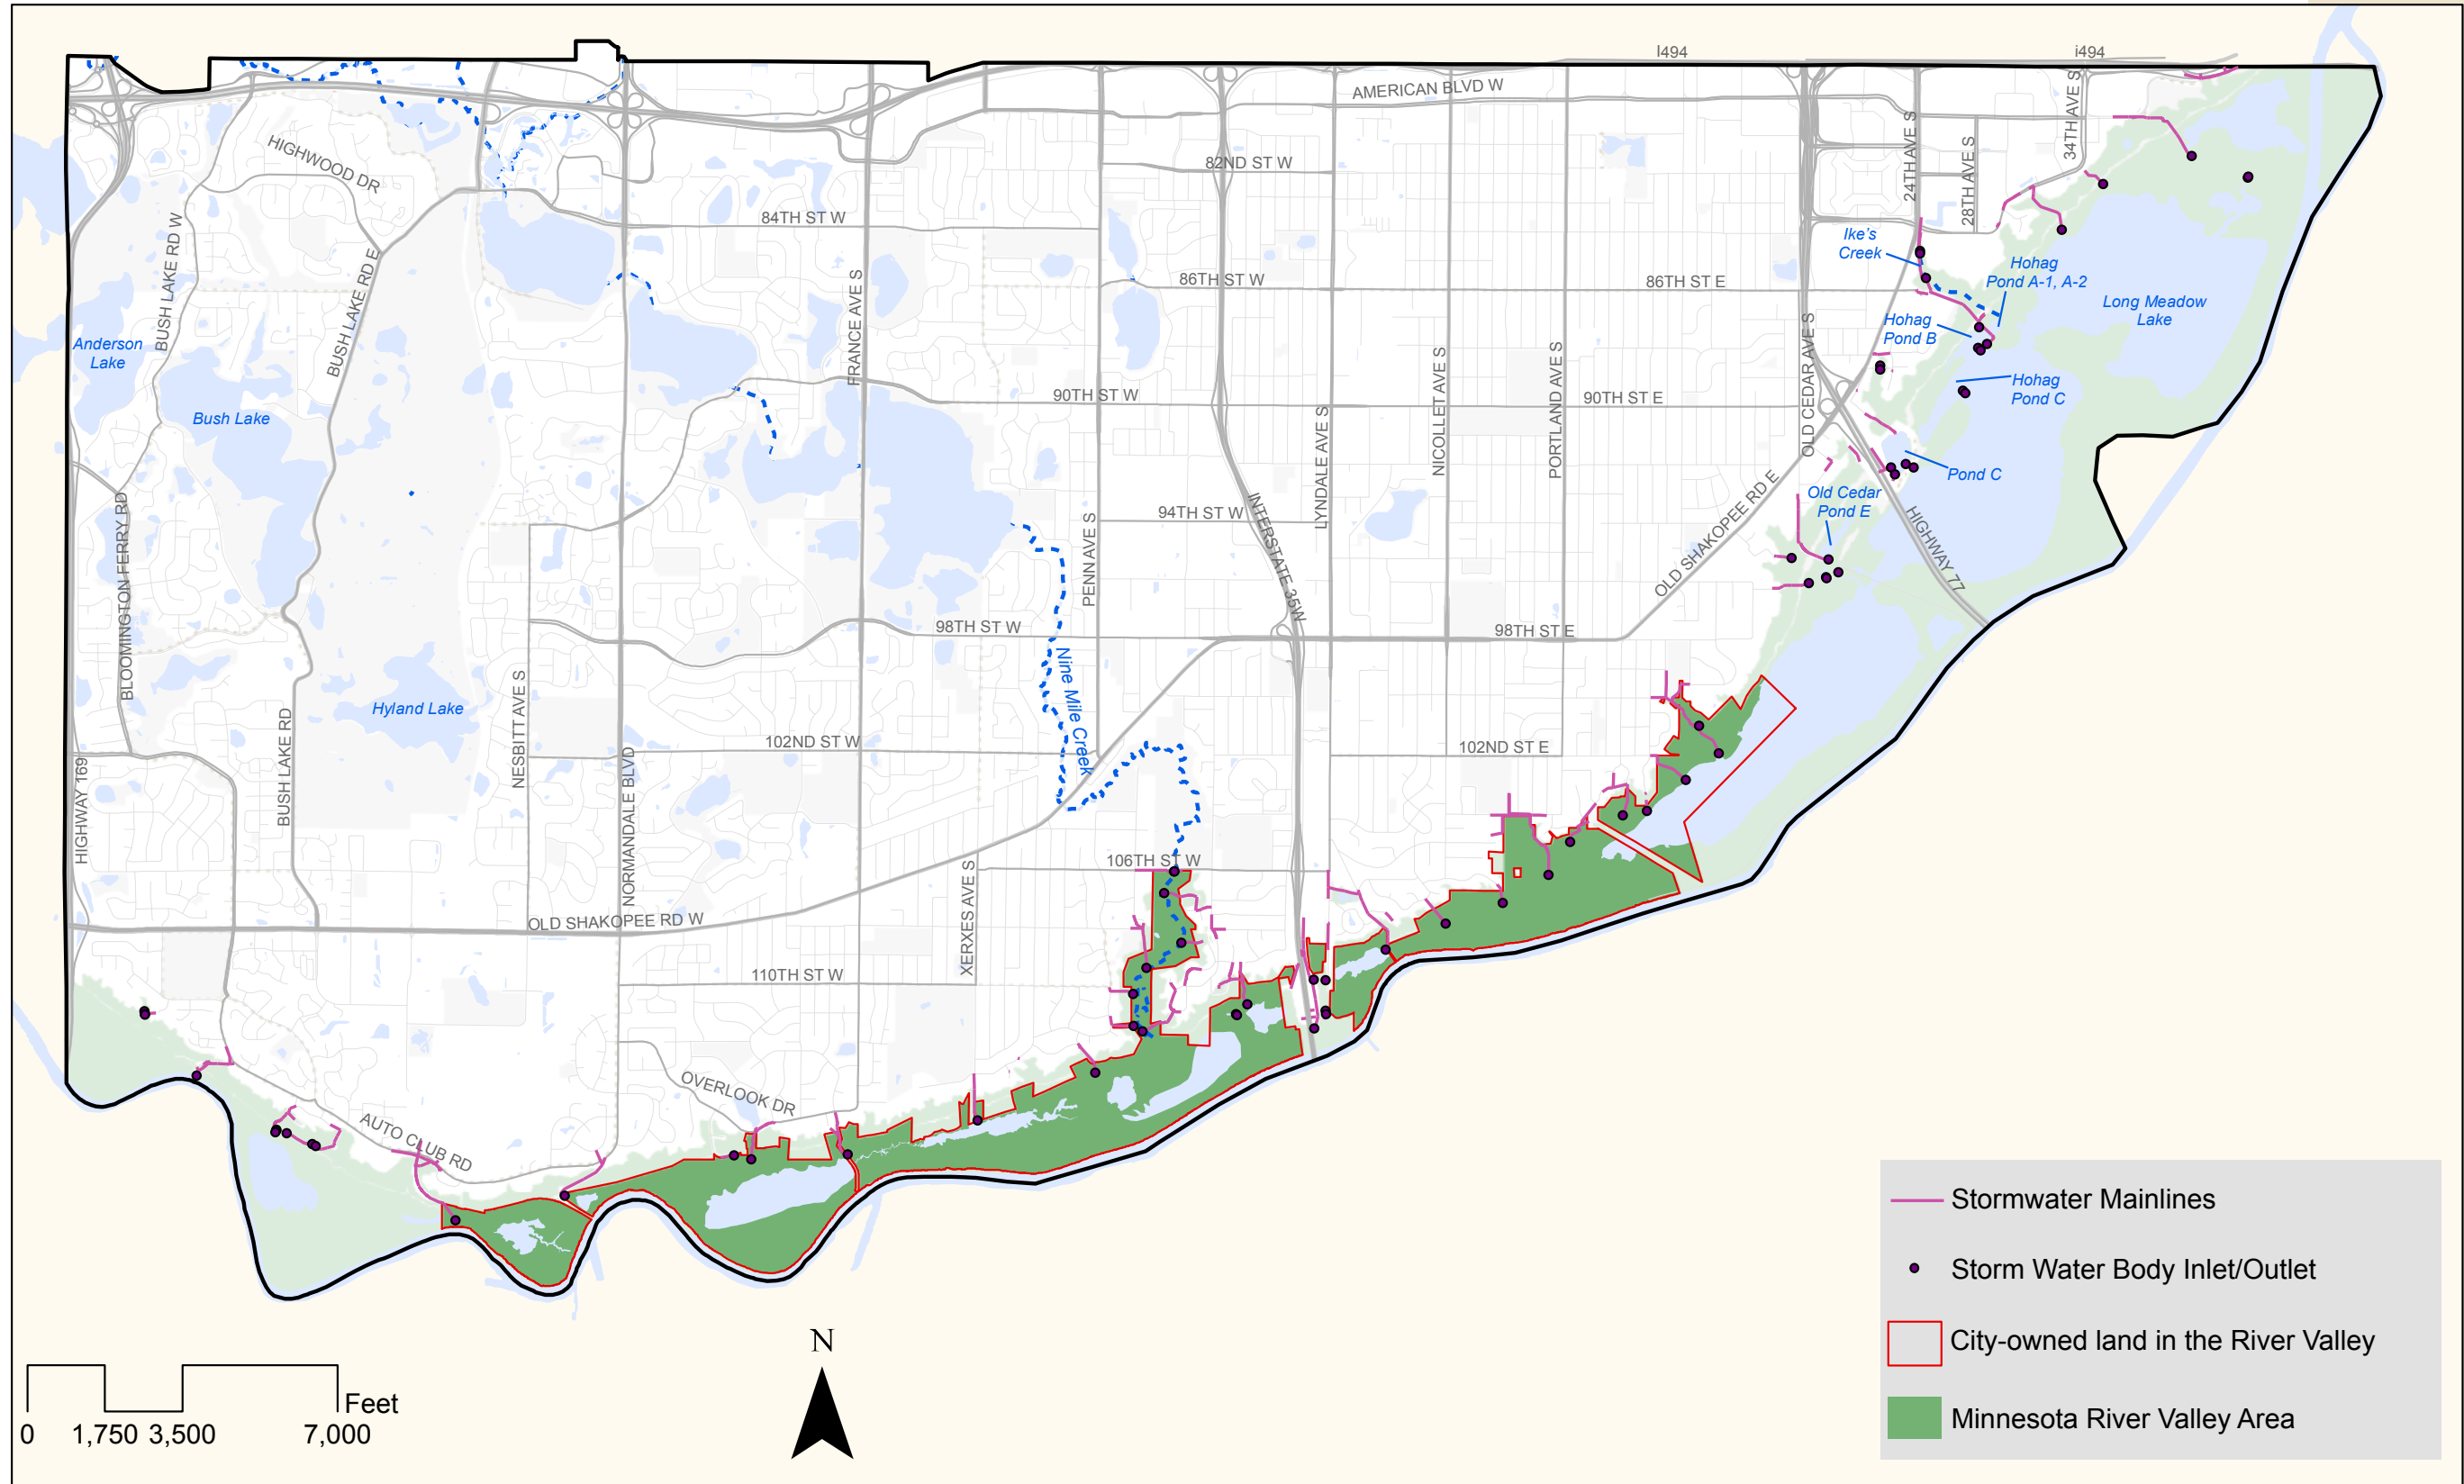 I494
i494
AMERICAN BLVD W
34TH AVE S
24TH AVE S
28TH AVE S
HIGHWOOD DR
82ND ST W
84TH ST W
BUSH LAKE RD W
BUSH LAKE RD E
Ike's
Creek
Hohag
Pond A-1, A-2
Long Meadow
Lake
86TH ST W
86TH ST E
FRANCE AVE S
Hohag
Pond B
OLD CEDAR AVE S
Anderson
Lake
NICOLLET AVE S
PORTLAND AVE S
Hohag
Pond C
90TH ST W
90TH ST E
LYNDALE AVE S
Bush Lake
Pond C
Old Cedar
Pond E
OLD SHAKOPEE RD E
HIGHWAY 77
94TH ST W
INTERSTATE 35W
PENN AVE S
BLOOMINGTON FERRY RD
98TH ST W
98TH ST E
Nine Mile Creek
Hyland Lake
NESBITT AVE S
BUSH LAKE RD
102ND ST W
102ND ST E
HIGHWAY 169
NORMANDALE BLVD
106TH ST W
XERXES AVE S
OLD SHAKOPEE RD W
110TH ST W
OVERLOOK DR
AUTO CLUB RD
Stormwater Mainlines
Storm Water Body Inlet/Outlet
City-owned land in the River Valley
Minnesota River Valley Area
N
Feet
0 1,750 3,500 7,000